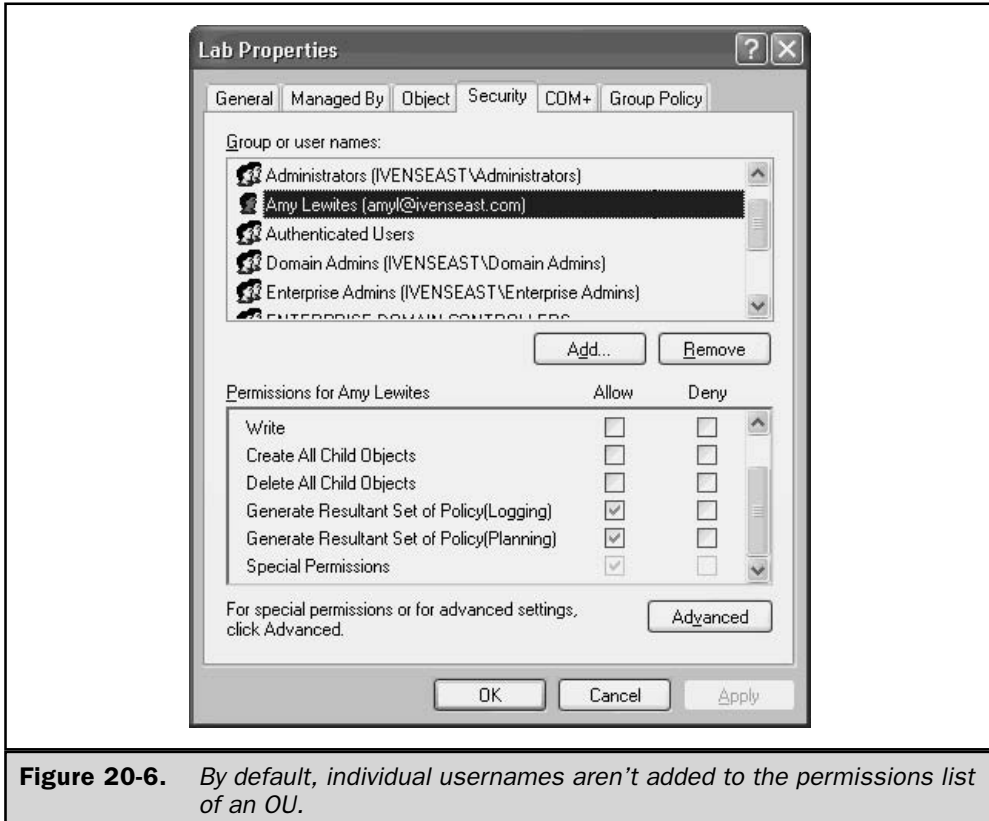 Lab Properties
General Managed By Object Security COM+ Group Policy
Group or user names:
Administrators (IVENSEAST\Administrators)
Amy Lewites (amyl@ivenseast.com)
Authenticated Users
Domain Admins (IVENSEAST\Domain Admins)
Enterprise Admins (IVENSEAST\Enterprise Admins)
ENTERPRISE DOMAIN CONTROLLERS
Add... Remove
Permissions for Amy Lewites Allow Deny
Write
Create All Child Objects
Delete All Child Objects
Generate Resultant Set of Policy(Logging)
Generate Resultant Set of Policy(Planning)
Special Permissions
For special permissions or for advanced settings,
click Advanced.
Advanced
OK Cancel Apply
Figure 20-6. By default, individual usernames aren't added to the permissions list
of an OU.